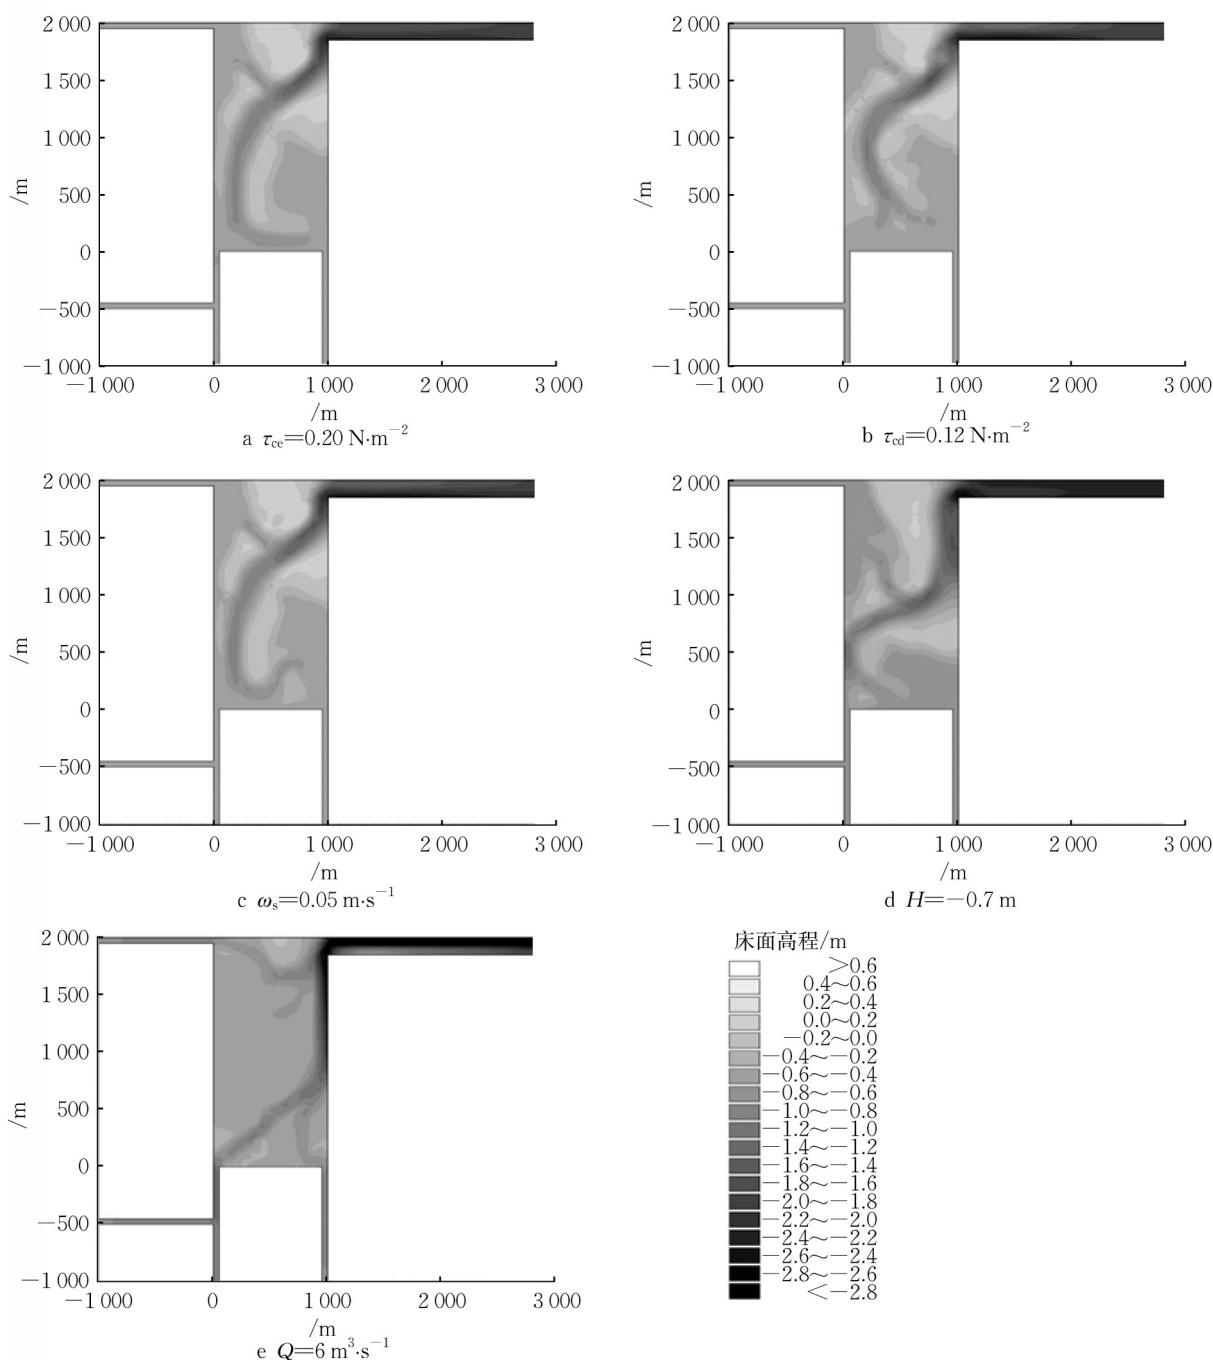 2 000
1 500
1 000
500
0
−500
−1 000
/m
−1 000 0 1 000 2 000 3 000
/m
a τce=0.20 N·m−2
2 000
1 500
1 000
500
0
−500
−1 000
/m
−1 000 0 1 000 2 000 3 000
/m
b τcd=0.12 N·m−2
2 000
1 500
1 000
500
0
−500
−1 000
/m
−1 000 0 1 000 2 000 3 000
/m
c ωs=0.05 m·s−1
2 000
1 500
1 000
500
0
−500
−1 000
/m
−1 000 0 1 000 2 000 3 000
/m
d H=−0.7 m
2 000
1 500
1 000
500
0
−500
−1 000
/m
−1 000 0 1 000 2 000 3 000
/m
e Q=6 m3·s−1
床面高程/m
>0.6
0.4~0.6
0.2~0.4
0.0~0.2
−0.2~0.0
−0.4~−0.2
−0.6~−0.4
−0.8~−0.6
−1.0~−0.8
−1.2~−1.0
−1.4~−1.2
−1.6~−1.4
−1.8~−1.6
−2.0~−1.8
−2.2~−2.0
−2.4~−2.2
−2.6~−2.4
−2.8~−2.6
<−2.8